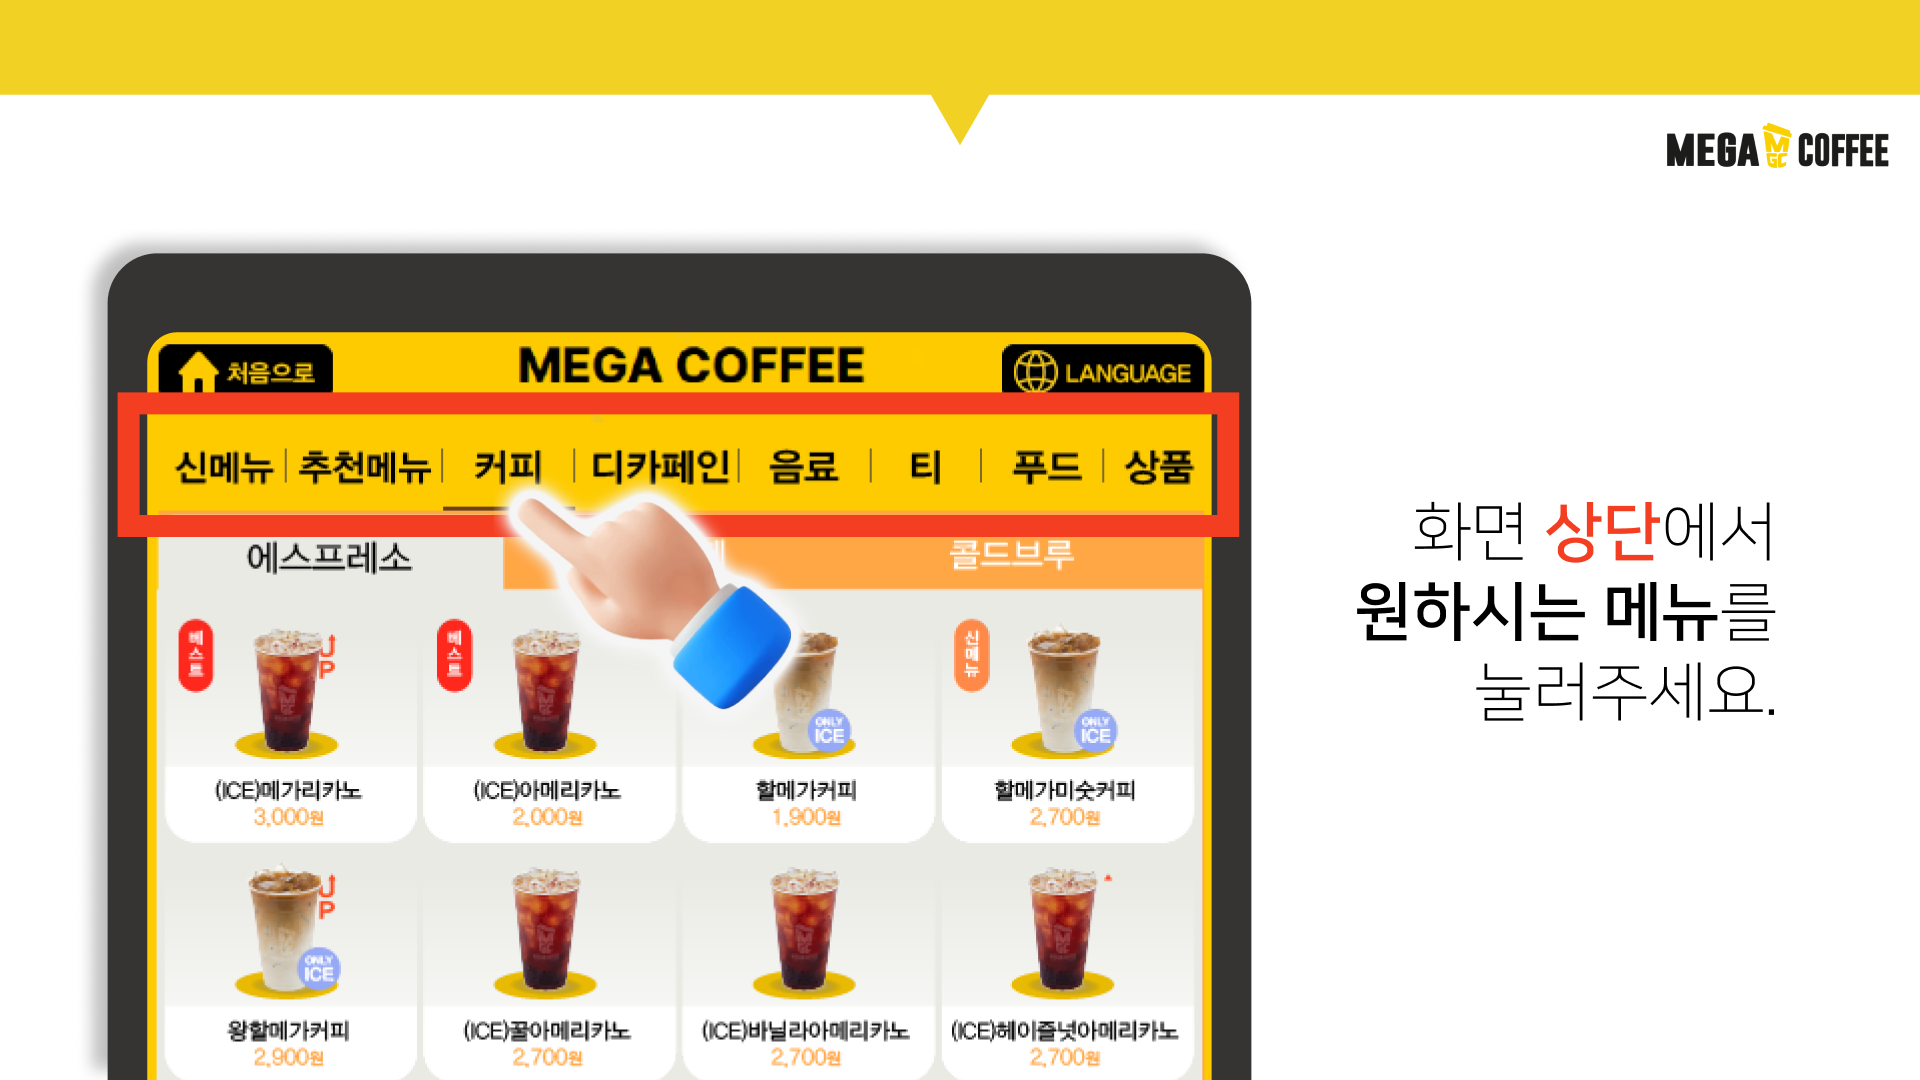 MEGA MGC COFFEE
처음으로
MEGA COFFEE
LANGUAGE
신메뉴 추천메뉴 커피 디카페인 음료 티 푸드 상품
에스프레소 콜드브루
베스트 UP 베스트 ONLY ICE 신메뉴 ONLY ICE
(ICE)메가리카노 (ICE)아메리카노 할메가커피 할메가미숫커피
3,000원 2,000원 1,900원 2,700원
UP ONLY ICE
왕할메가커피 (ICE)꿀아메리카노 (ICE)바닐라아메리카노 (ICE)헤이즐넛아메리카노
2,900원 2,700원 2,700원 2,700원
화면 상단에서
원하시는 메뉴를
눌러주세요.